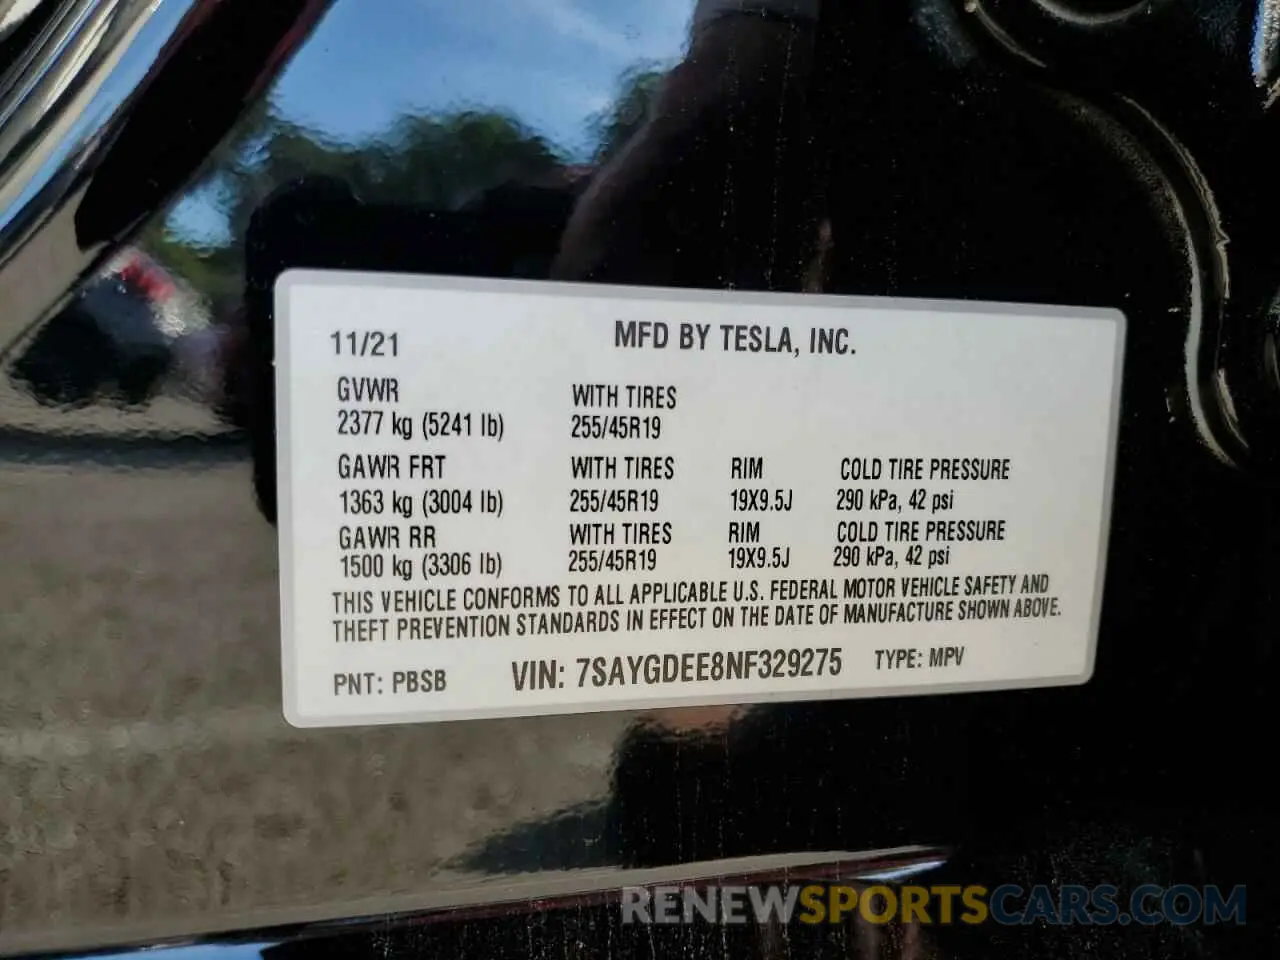 11/21 MFD BY TESLA, INC.
GVWR WITH TIRES
2377 kg (5241 lb) 255/45R19
GAWR FRT WITH TIRES RIM COLD TIRE PRESSURE
1363 kg (3004 lb) 255/45R19 19X9.5J 290 kPa, 42 psi
GAWR RR WITH TIRES RIM COLD TIRE PRESSURE
1500 kg (3306 lb) 255/45R19 19X9.5J 290 kPa, 42 psi
THIS VEHICLE CONFORMS TO ALL APPLICABLE U.S. FEDERAL MOTOR VEHICLE SAFETY AND
THEFT PREVENTION STANDARDS IN EFFECT ON THE DATE OF MANUFACTURE SHOWN ABOVE.
PNT: PBSB VIN: 7SAYGDEE8NF329275 TYPE: MPV
RENEWSPORTSCARS.COM